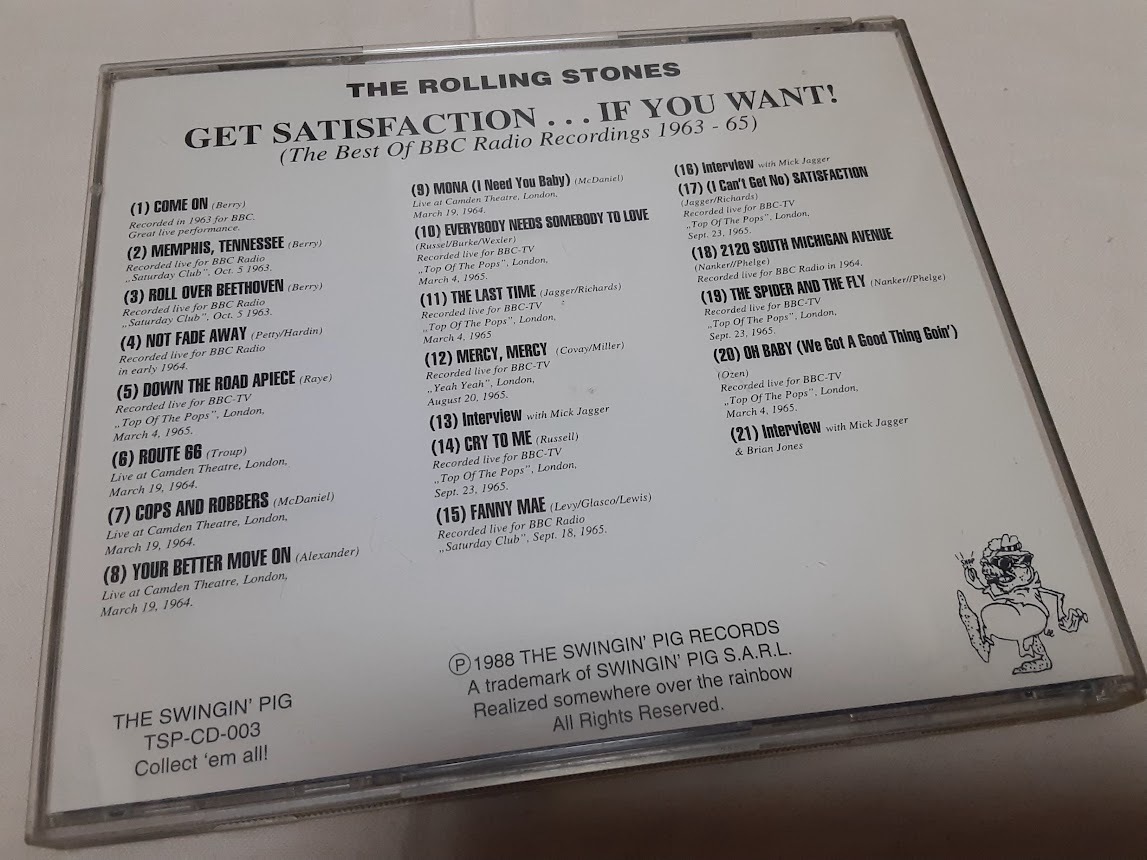 THE ROLLING STONES
GET SATISFACTION . . . IF YOU WANT!
(The Best Of BBC Radio Recordings 1963 - 65)
(1) COME ON (Berry)
Recorded in 1963 for BBC.
Great live performance.
(2) MEMPHIS, TENNESSEE (Berry)
Recorded live for BBC Radio
„Saturday Club", Oct. 5 1963.
(3) ROLL OVER BEETHOVEN (Berry)
Recorded live for BBC Radio
„Saturday Club", Oct. 5 1963.
(4) NOT FADE AWAY (Petty/Hardin)
Recorded live for BBC Radio
in early 1964.
(5) DOWN THE ROAD APIECE (Raye)
Recorded live for BBC-TV
„Top Of The Pops", London,
March 4, 1965.
(6) ROUTE 66 (Troup)
Live at Camden Theatre, London,
March 19, 1964.
(7) COPS AND ROBBERS (McDaniel)
Live at Camden Theatre, London,
March 19, 1964.
(8) YOUR BETTER MOVE ON (Alexander)
Live at Camden Theatre, London,
March 19, 1964.
(9) MONA (I Need You Baby) (McDaniel)
Live at Camden Theatre, London,
March 19, 1964.
(10) EVERYBODY NEEDS SOMEBODY TO LOVE
(Russel/Burke/Wexler)
Recorded live for BBC-TV
„Top Of The Pops", London,
March 4, 1965.
(11) THE LAST TIME (Jagger/Richards)
Recorded live for BBC-TV
„Top Of The Pops", London,
March 4, 1965
(12) MERCY, MERCY (Covay/Miller)
Recorded live for BBC-TV
„Yeah Yeah", London,
August 20, 1965.
(13) Interview with Mick Jagger
(14) CRY TO ME (Russell)
Recorded live for BBC-TV
„Top Of The Pops", London,
Sept. 23, 1965.
(15) FANNY MAE (Levy/Glasco/Lewis)
Recorded live for BBC Radio
„Saturday Club", Sept. 18, 1965.
(16) Interview with Mick Jagger
(17) (I Can't Get No) SATISFACTION
(Jagger/Richards)
Recorded live for BBC-TV
„Top Of The Pops", London,
Sept. 23, 1965.
(18) 2120 SOUTH MICHIGAN AVENUE
(Nanker//Phelge)
Recorded live for BBC Radio in 1964.
(19) THE SPIDER AND THE FLY (Nanker//Phelge)
Recorded live for BBC-TV
„Top Of The Pops", London,
Sept. 23, 1965.
(20) OH BABY (We Got A Good Thing Goin')
(Ozen)
Recorded live for BBC-TV
„Top Of The Pops", London,
March 4, 1965.
(21) Interview with Mick Jagger
& Brian Jones
THE SWINGIN' PIG
TSP-CD-003
Collect 'em all!
Ⓟ1988 THE SWINGIN' PIG RECORDS
A trademark of SWINGIN' PIG S.A.R.L.
Realized somewhere over the rainbow
All Rights Reserved.